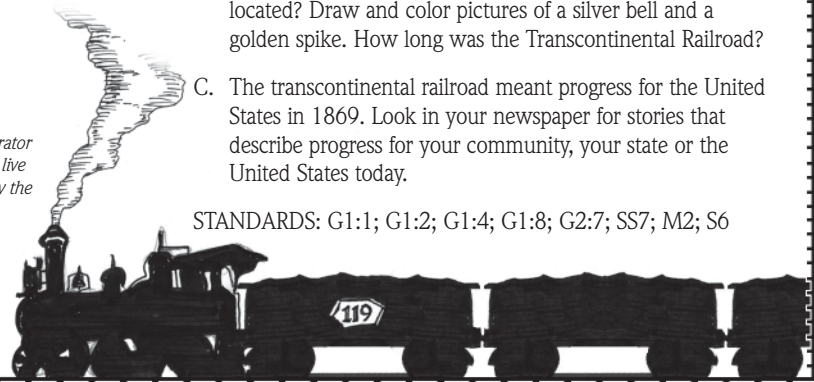 located? Draw and color pictures of a silver bell and a
golden spike. How long was the Transcontinental Railroad?
C. The transcontinental railroad meant progress for the United
States in 1869. Look in your newspaper for stories that
describe progress for your community, your state or the
United States today.
STANDARDS: G1:1; G1:2; G1:4; G1:8; G2:7; SS7; M2; S6
live
the
119